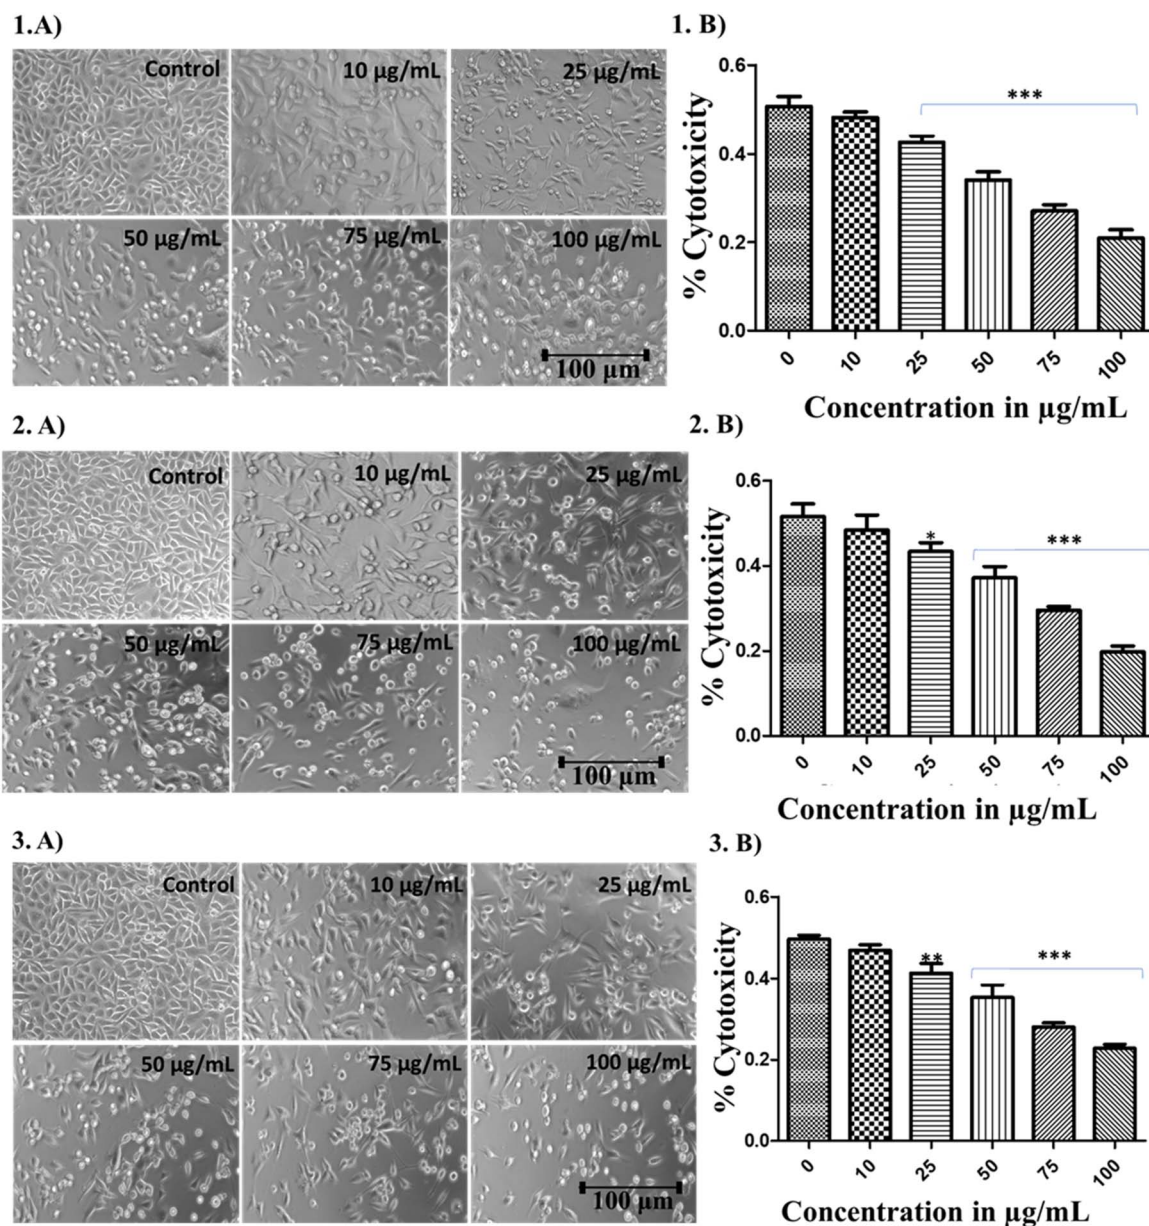 1.A)
Control
10 µg/mL
25 µg/mL
50 µg/mL
75 µg/mL
100 µg/mL
100 µm
1. B)
% Cytotoxicity
0.6
0.4
0.2
0.0
***
0
10
25
50
75
100
Concentration in µg/mL
2. A)
Control
10 µg/mL
25 µg/mL
50 µg/mL
75 µg/mL
100 µg/mL
100 µm
2. B)
% Cytotoxicity
0.6
0.4
0.2
0.0
*
***
0
10
25
50
75
100
Concentration in µg/mL
3. A)
Control
10 µg/mL
25 µg/mL
50 µg/mL
75 µg/mL
100 µg/mL
100 µm
3. B)
% Cytotoxicity
0.6
0.4
0.2
0.0
**
***
0
10
25
50
75
100
Concentration in µg/mL